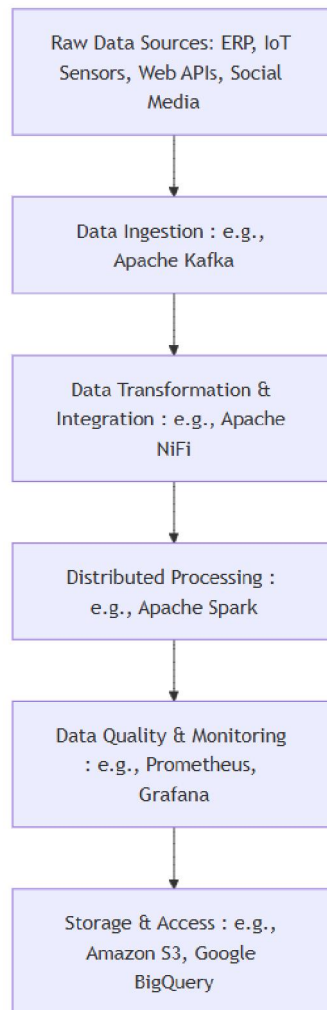 Raw Data Sources: ERP, IoT
Sensors, Web APIs, Social
Media
Data Ingestion : e.g.,
Apache Kafka
Data Transformation &
Integration : e.g., Apache
NiFi
Distributed Processing :
e.g., Apache Spark
Data Quality & Monitoring
: e.g., Prometheus,
Grafana
Storage & Access : e.g.,
Amazon S3, Google
BigQuery